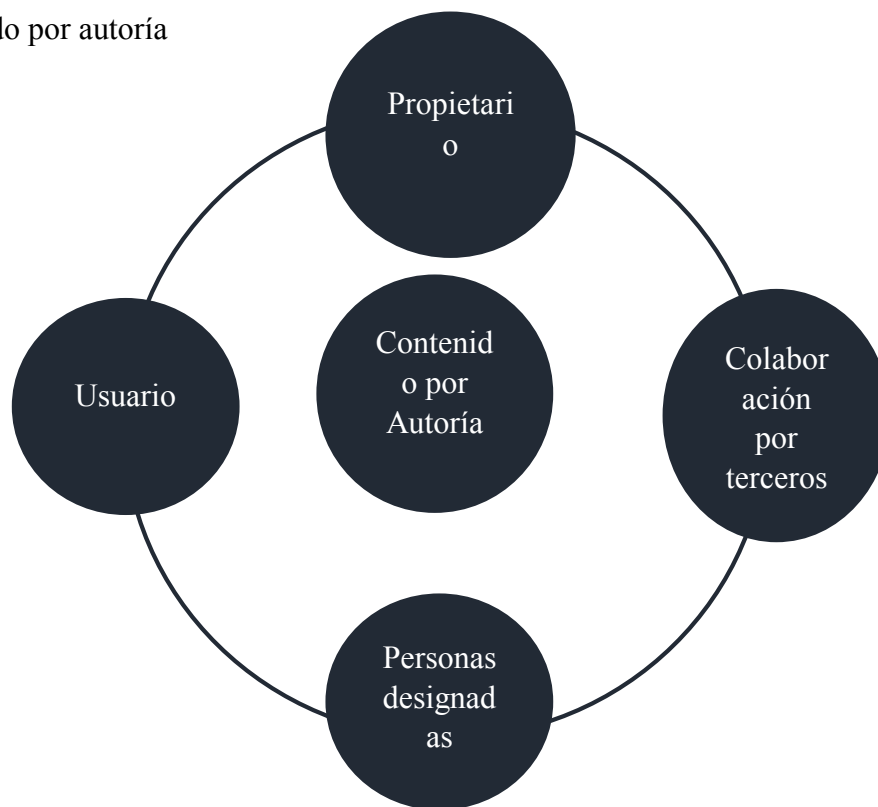 do por autoría
Propietari
o
Contenid
o por
Autoría
Colabor
ación
por
terceros
Usuario
Personas
designad
as